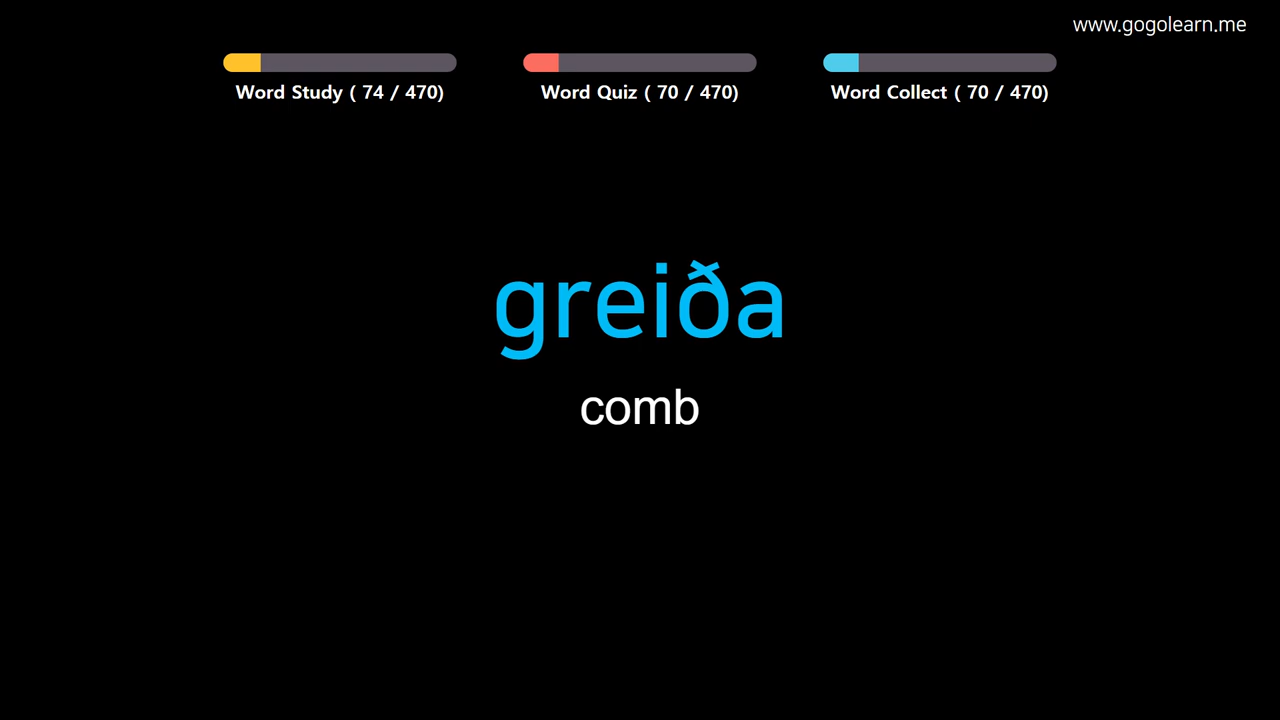 www.gogolearn.me
Word Study ( 74 / 470)
Word Quiz ( 70 / 470)
Word Collect ( 70 / 470)
greiða
comb